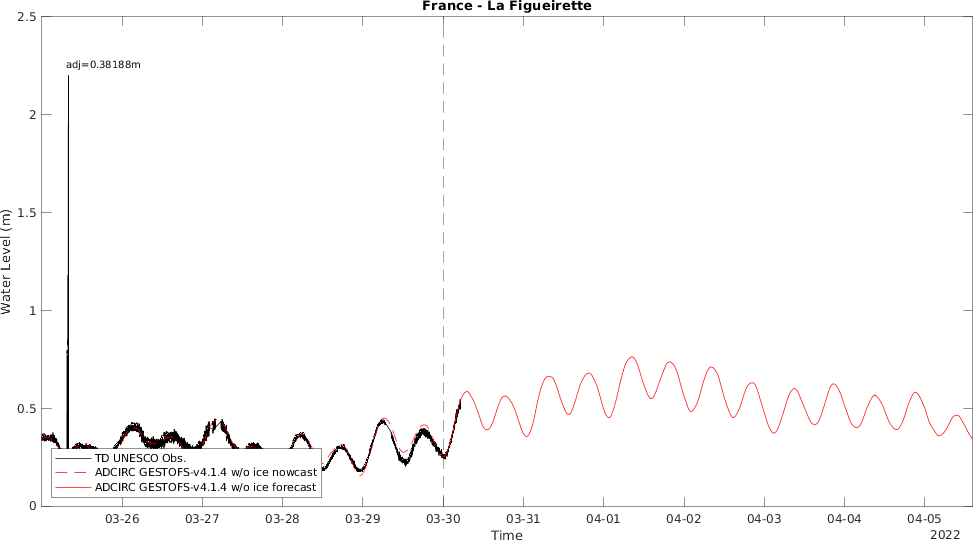 France - La Figueirette
adj=0.38188m
2.5
2
1.5
1
0.5
0
Water Level (m)
TD UNESCO Obs.
ADCIRC GESTOFS-v4.1.4 w/o ice nowcast
ADCIRC GESTOFS-v4.1.4 w/o ice forecast
03-26 03-27 03-28 03-29 03-30 03-31 04-01 04-02 04-03 04-04 04-05
Time
2022